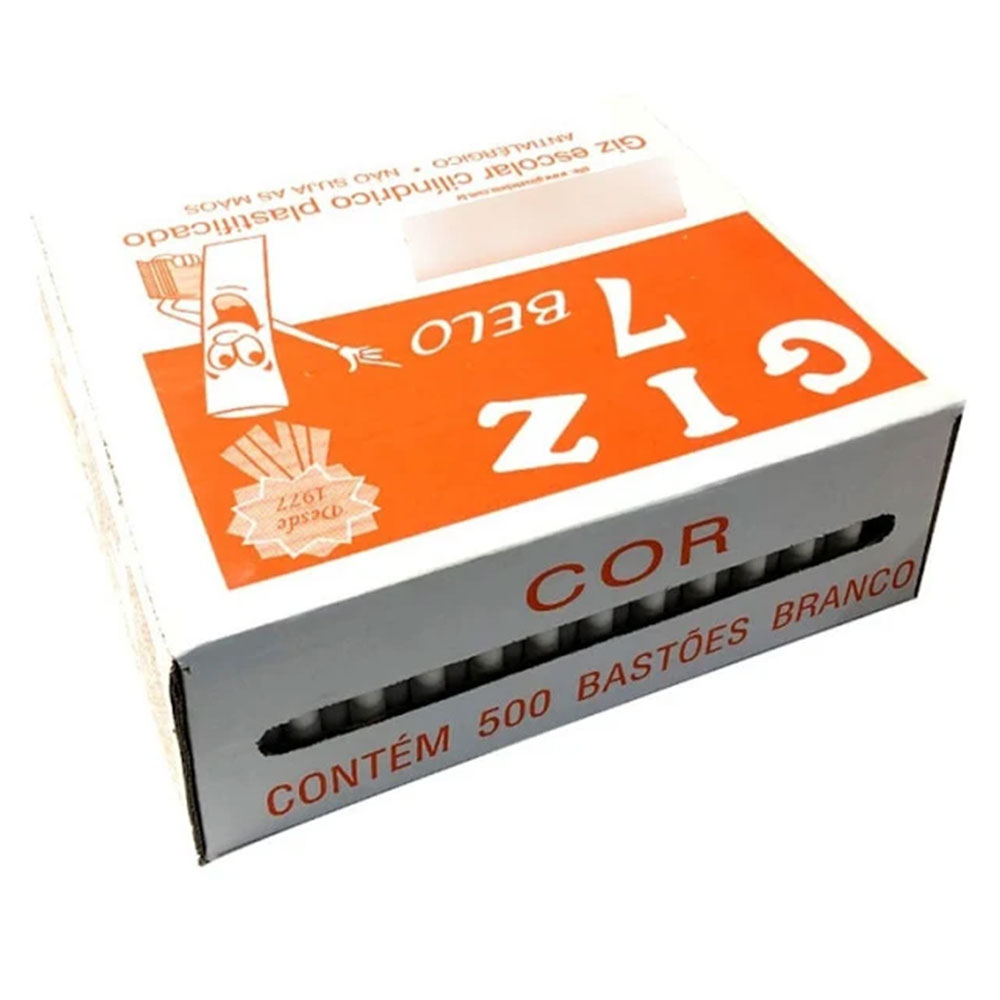 Giz escolar cilíndrico plastificado
ANTIALÉRGICO • NÃO SUJA AS MÃOS
GIZ
7
BELO
Desde
1977
COR
CONTÉM 500 BASTÕES BRANCO